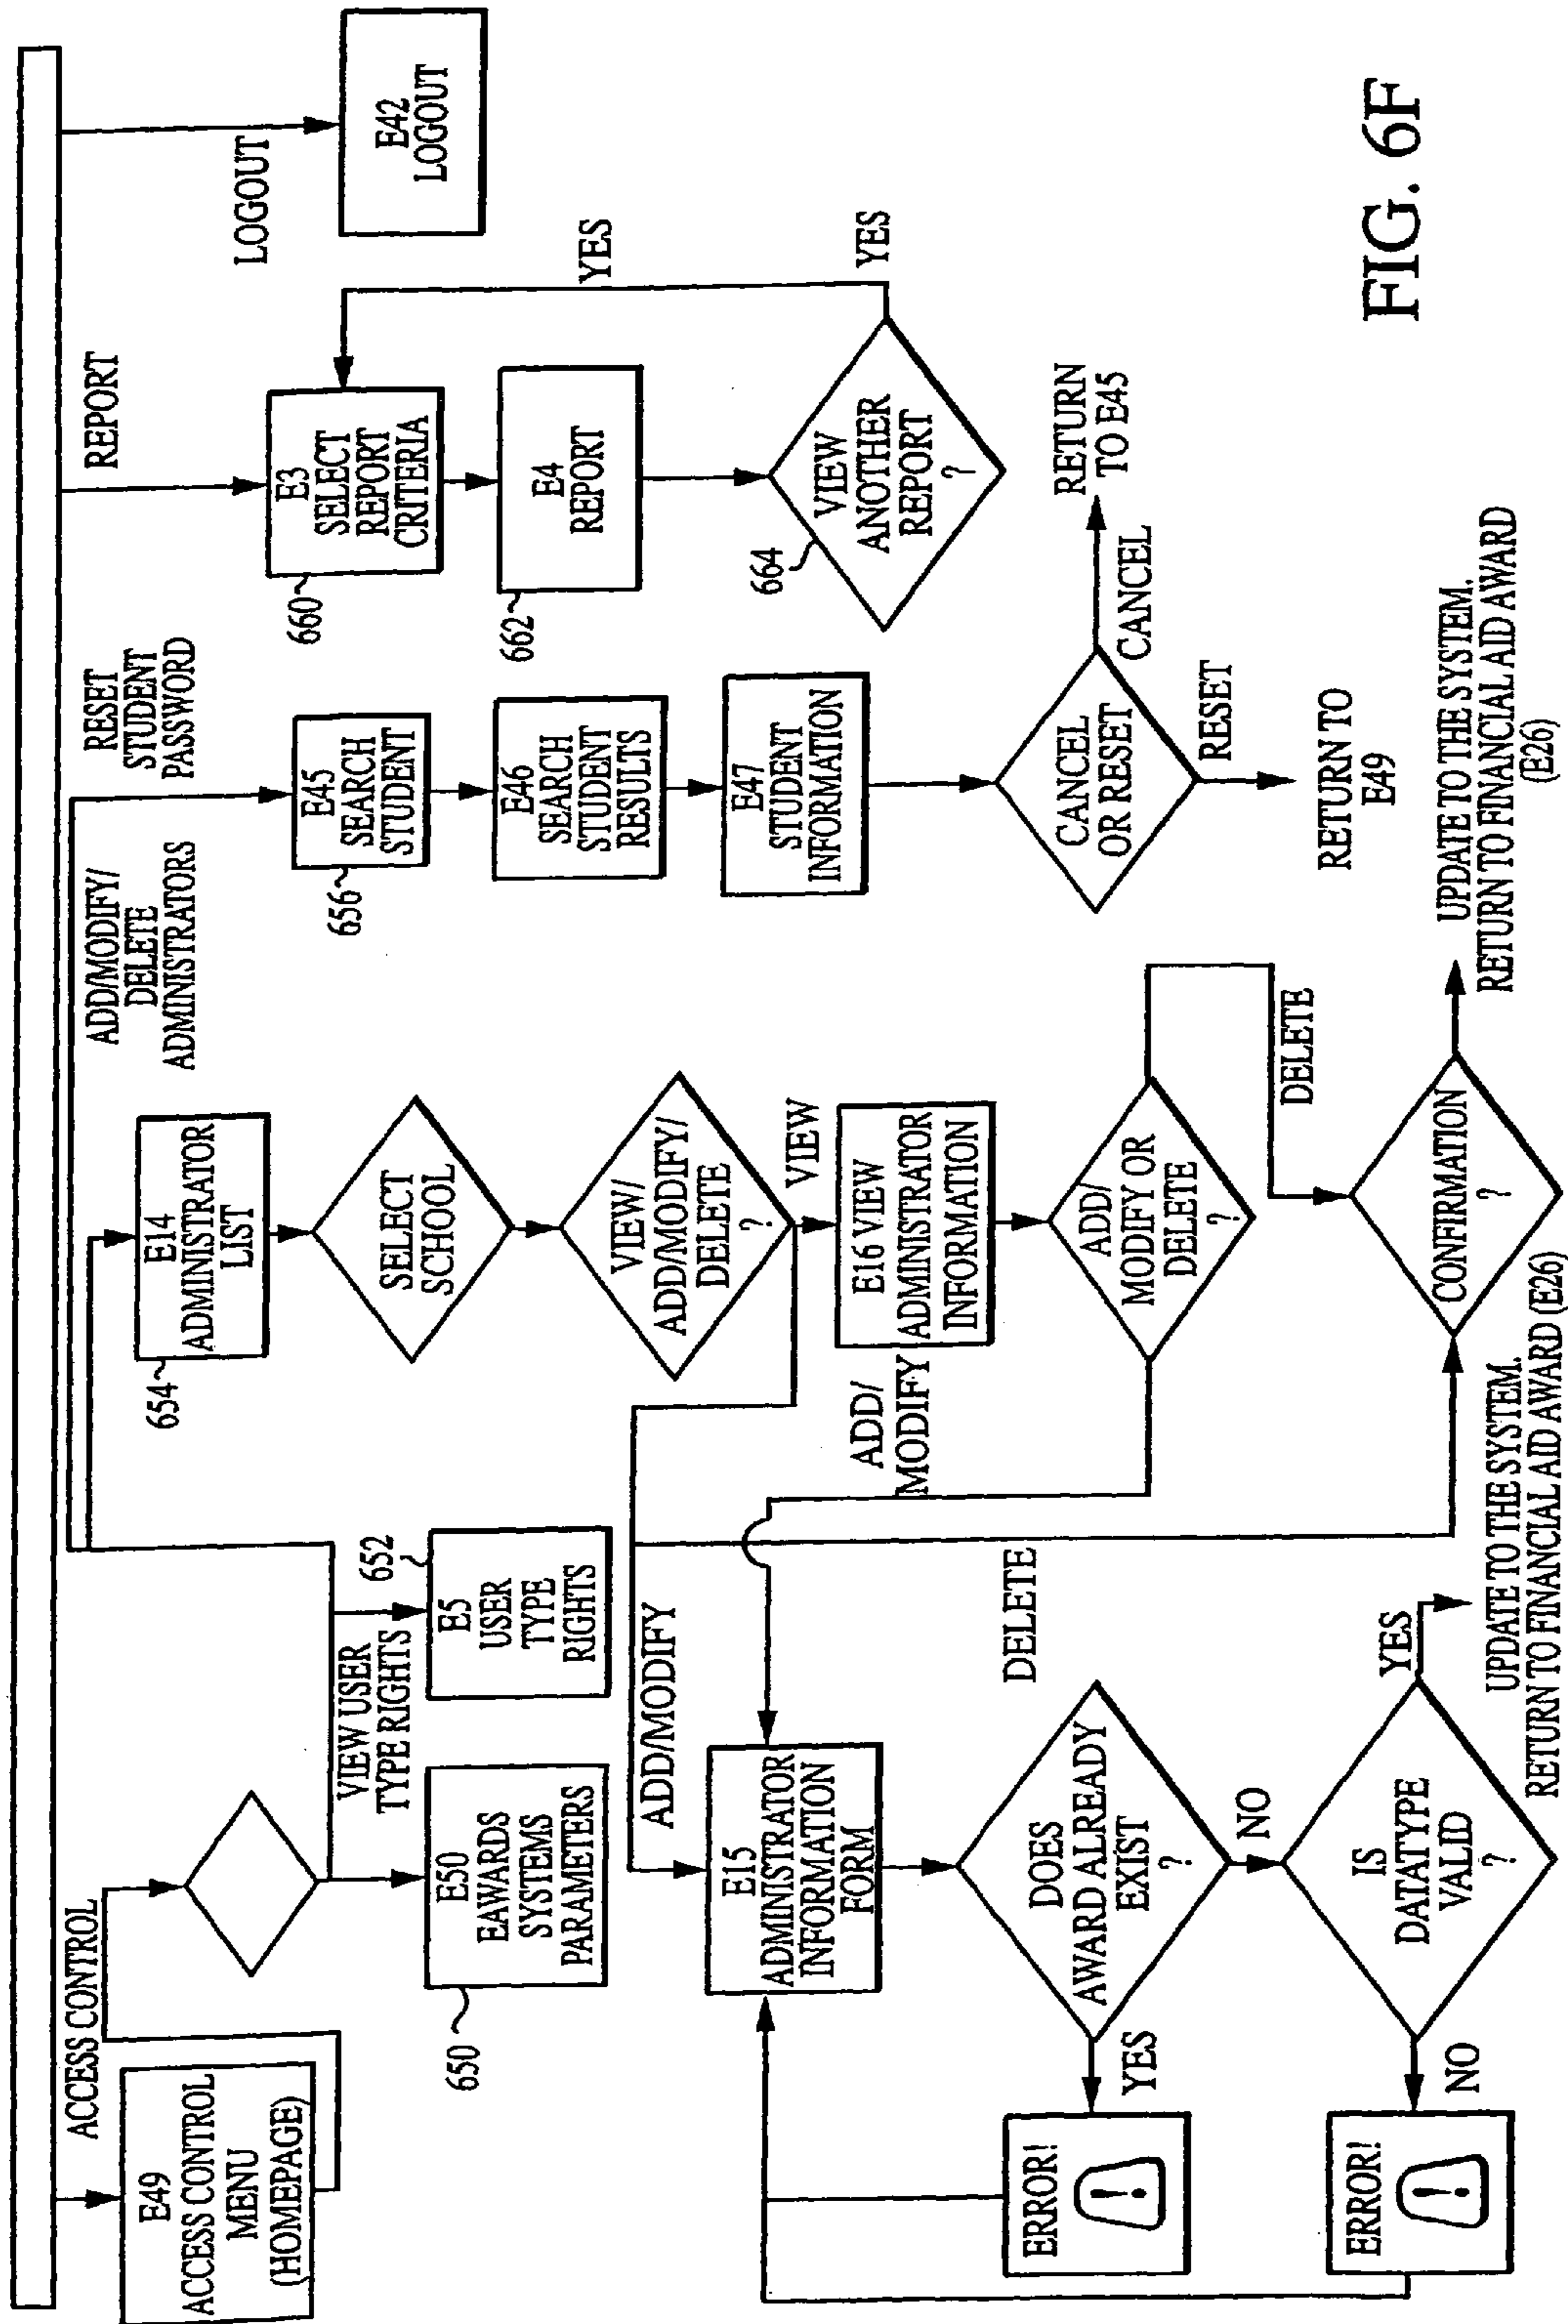 ACCESS CONTROL
E49
ACCESS CONTROL
MENU
(HOMEPAGE)
E50
EAWARDS
SYSTEMS
PARAMETERS
650
VIEW USER
TYPE RIGHTS
E5
USER
TYPE
RIGHTS
652
ADD/MODIFY/
DELETE
ADMINISTRATORS
E14
ADMINISTRATOR
LIST
654
SELECT
SCHOOL
VIEW/
ADD/MODIFY/
DELETE
?
VIEW
E16 VIEW
ADMINISTRATOR
INFORMATION
ADD/
MODIFY
ADD/
MODIFY OR
DELETE
?
DELETE
CONFIRMATION
?
UPDATE TO THE SYSTEM.
RETURN TO FINANCIAL AID AWARD
(E26)
ADD/MODIFY
DELETE
E15
ADMINISTRATOR
INFORMATION
FORM
DOES
AWARD ALREADY
EXIST
?
YES
ERROR!
!
NO
IS
DATATYPE
VALID
?
NO
ERROR!
!
YES
UPDATE TO THE SYSTEM.
RETURN TO FINANCIAL AID AWARD (E26)
RESET
STUDENT
PASSWORD
E45
SEARCH
STUDENT
656
E46
SEARCH
STUDENT
RESULTS
E47
STUDENT
INFORMATION
CANCEL
OR RESET
CANCEL
RETURN
TO E45
RESET
RETURN TO
E49
REPORT
E3
SELECT
REPORT
CRITERIA
660
E4
REPORT
662
VIEW
ANOTHER
REPORT
?
664
YES
YES
LOGOUT
E42
LOGOUT
FIG. 6F